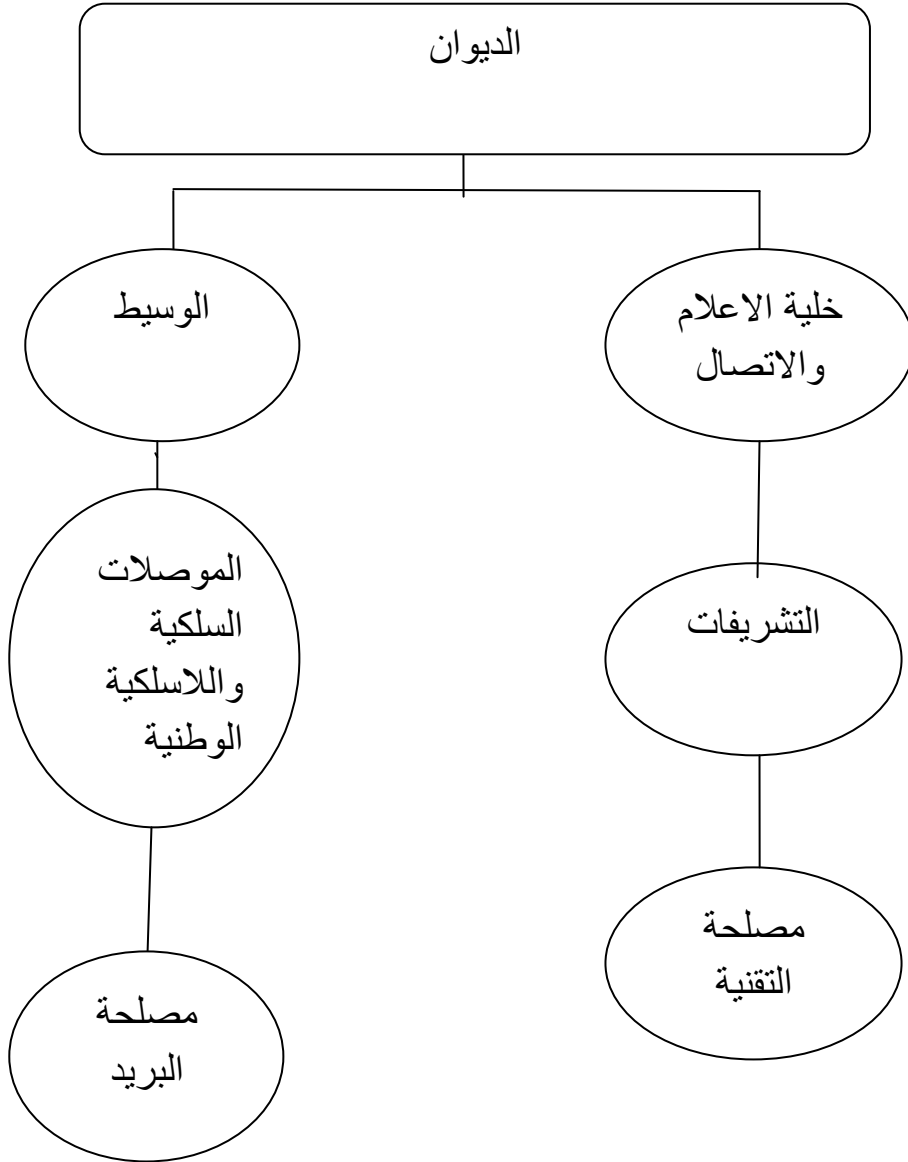 الديوان
خلية الاعلام
والاتصال
الوسيط
التشريفات
الموصلات
السلكية
واللاسلكية
الوطنية
مصلحة
التقنية
مصلحة
البريد